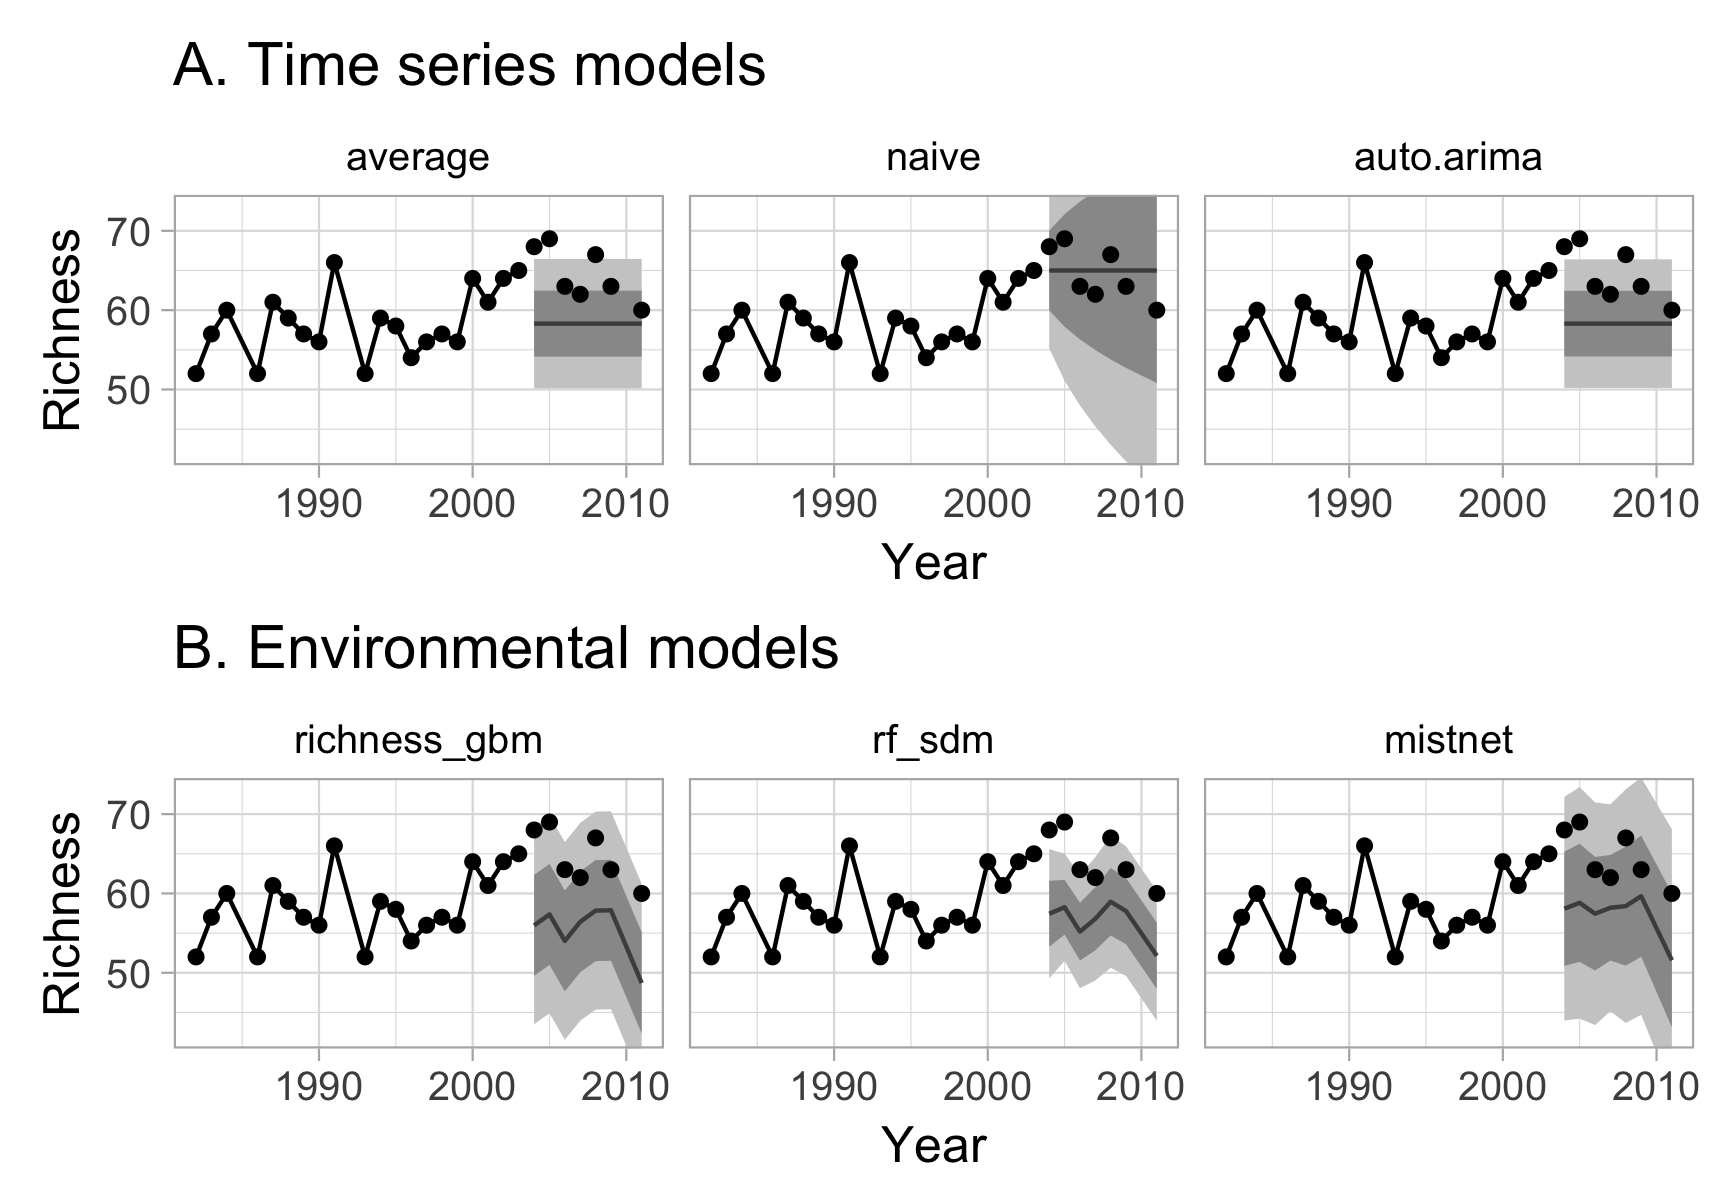 A. Time series models
average naive auto.arima
Richness
70
60
50
1990 2000 2010 1990 2000 2010 1990 2000 2010
Year
B. Environmental models
richness_gbm rf_sdm mistnet
Richness
70
60
50
1990 2000 2010 1990 2000 2010 1990 2000 2010
Year